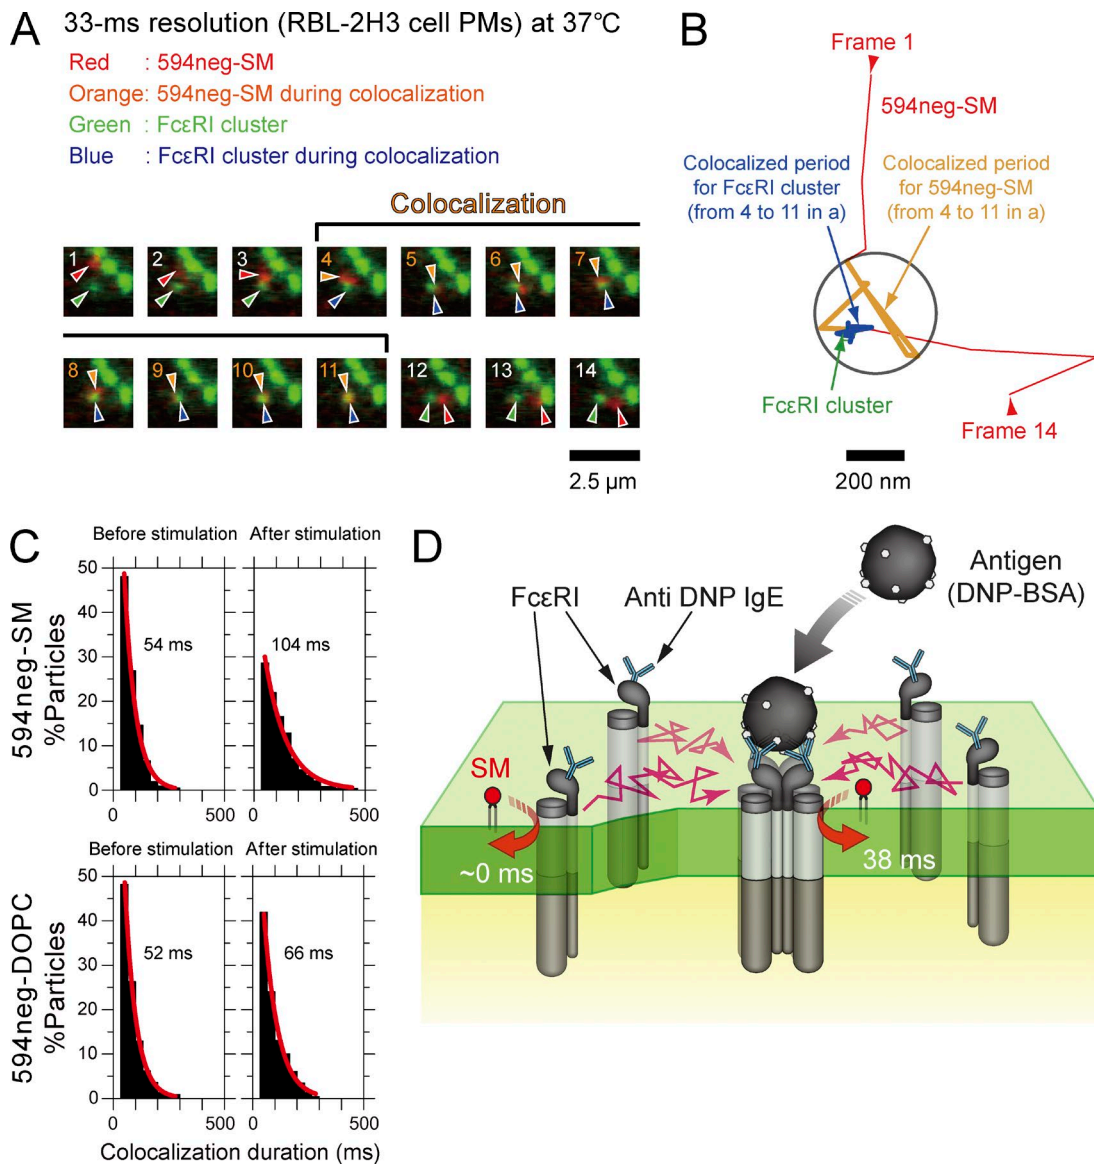 A
33-ms resolution (RBL-2H3 cell PMs) at 37℃
Red : 594neg-SM
Orange: 594neg-SM during colocalization
Green : FcεRI cluster
Blue : FcεRI cluster during colocalization
Colocalization
1 2 3 4 5 6 7
8 9 10 11 12 13 14
2.5 μm
B
Frame 1
594neg-SM
Colocalized period
for FcεRI cluster
(from 4 to 11 in a)
Colocalized period
for 594neg-SM
(from 4 to 11 in a)
FcεRI cluster
Frame 14
200 nm
C
Before stimulation After stimulation
594neg-SM
%Particles
50
40
30
20
10
0
54 ms 104 ms
0 500 0 500
Before stimulation After stimulation
594neg-DOPC
%Particles
50
40
30
20
10
0
52 ms 66 ms
0 500 0 500
Colocalization duration (ms)
D
Antigen
(DNP-BSA)
FcεRI
Anti DNP IgE
SM
~0 ms
38 ms